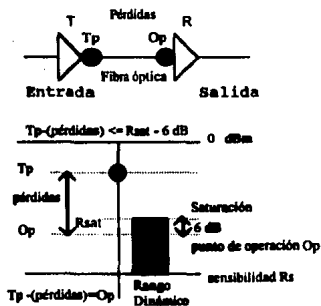 Pérdidas
T R
Tp Op
Fibra óptica
Entrada Salida
Tp-(pérdidas) <= Rsat - 6 dB
0 dBm
Tp
pérdidas
Rsat
Saturación
Op
6 dB
punto de operación Op
sensibilidad Rs
Rango
Dinámico
Tp -(pérdidas)=Op